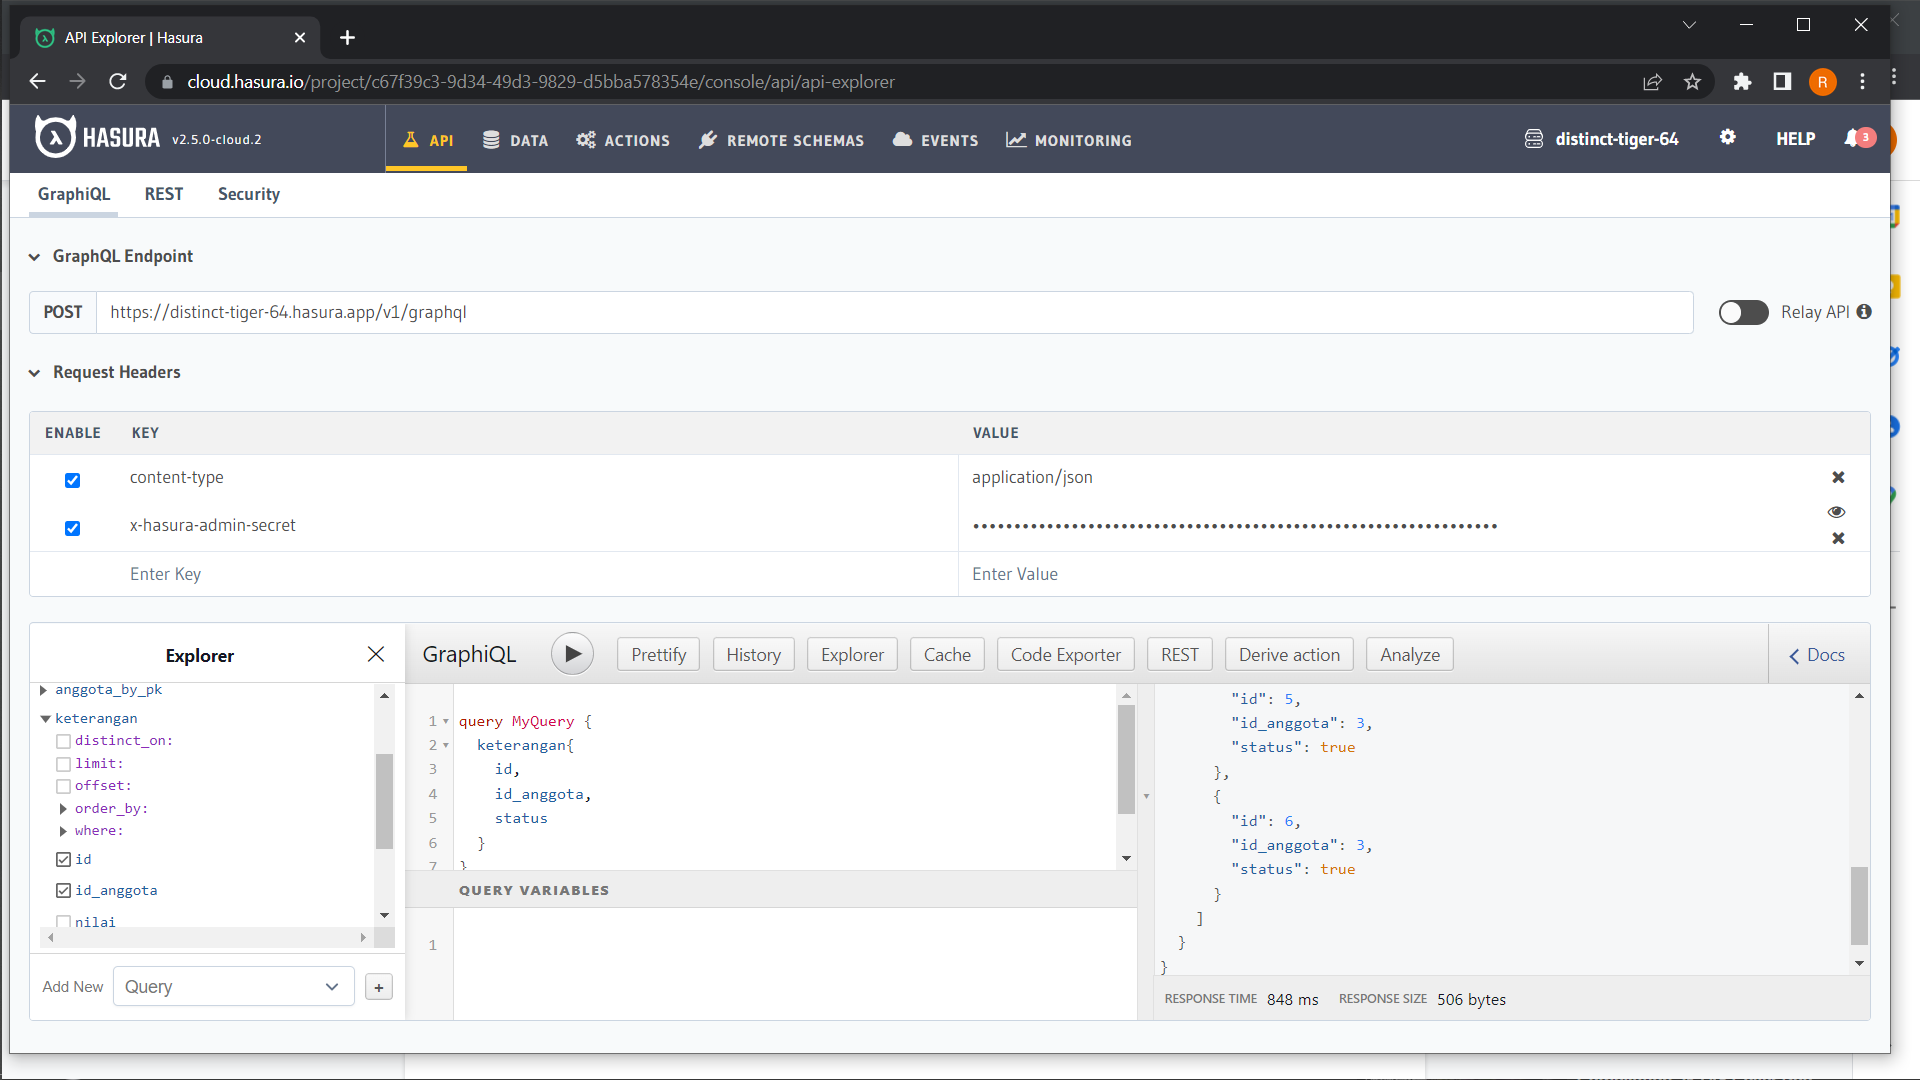 API Explorer | Hasura
cloud.hasura.io/project/c67f39c3-9d34-49d3-9829-d5bba578354e/console/api/api-explorer
R
HASURA v2.5.0-cloud.2
API DATA ACTIONS REMOTE SCHEMAS EVENTS MONITORING
distinct-tiger-64 HELP 3
GraphiQL REST Security
GraphQL Endpoint
POST https://distinct-tiger-64.hasura.app/v1/graphql
Relay API
Request Headers
ENABLE KEY VALUE
content-type application/json
x-hasura-admin-secret ••••••••••••••••••••••••••••••••••••••••••••••••••••••••••••••••
Enter Key Enter Value
Explorer
anggota_by_pk
keterangan
distinct_on:
limit:
offset:
order_by:
where:
id
id_anggota
nilai
Add New Query +
GraphiQL Prettify History Explorer Cache Code Exporter REST Derive action Analyze Docs
1 query MyQuery {
2 keterangan{
3 id,
4 id_anggota,
5 status
6 }
7 }
QUERY VARIABLES
1
"id": 5,
"id_anggota": 3,
"status": true
},
{
"id": 6,
"id_anggota": 3,
"status": true
}
]
}
}
RESPONSE TIME 848 ms RESPONSE SIZE 506 bytes